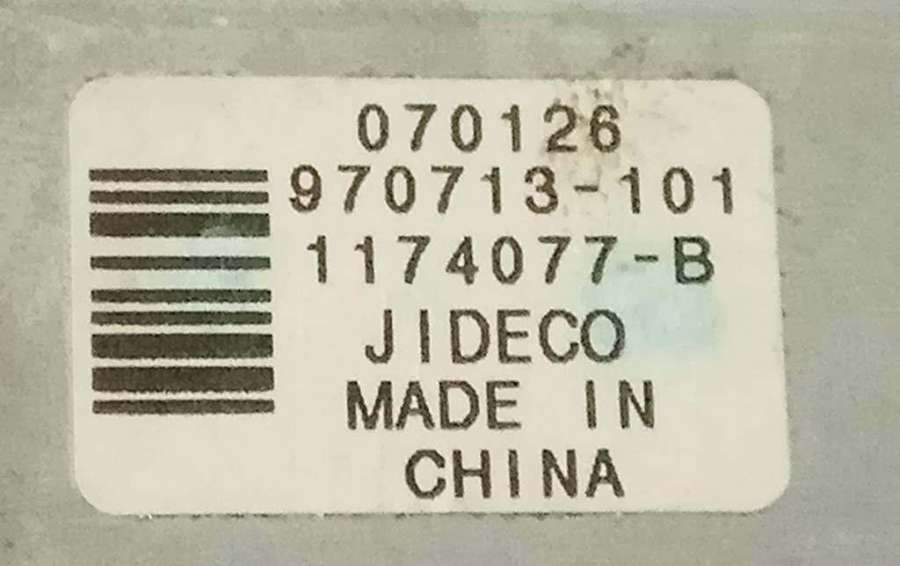 070126
970713-101
1174077-B
JIDECO
MADE IN
CHINA